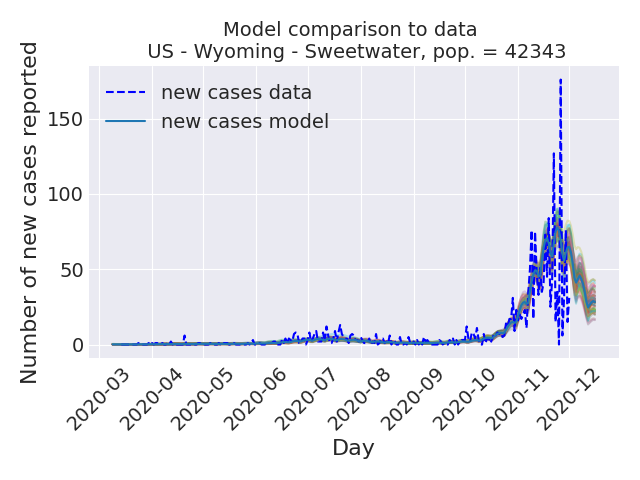 Model comparison to data
US - Wyoming - Sweetwater, pop. = 42343
Number of new cases reported
new cases data
new cases model
150
100
50
0
2020-03
2020-04
2020-05
2020-06
2020-07
2020-08
2020-09
2020-10
2020-11
2020-12
Day